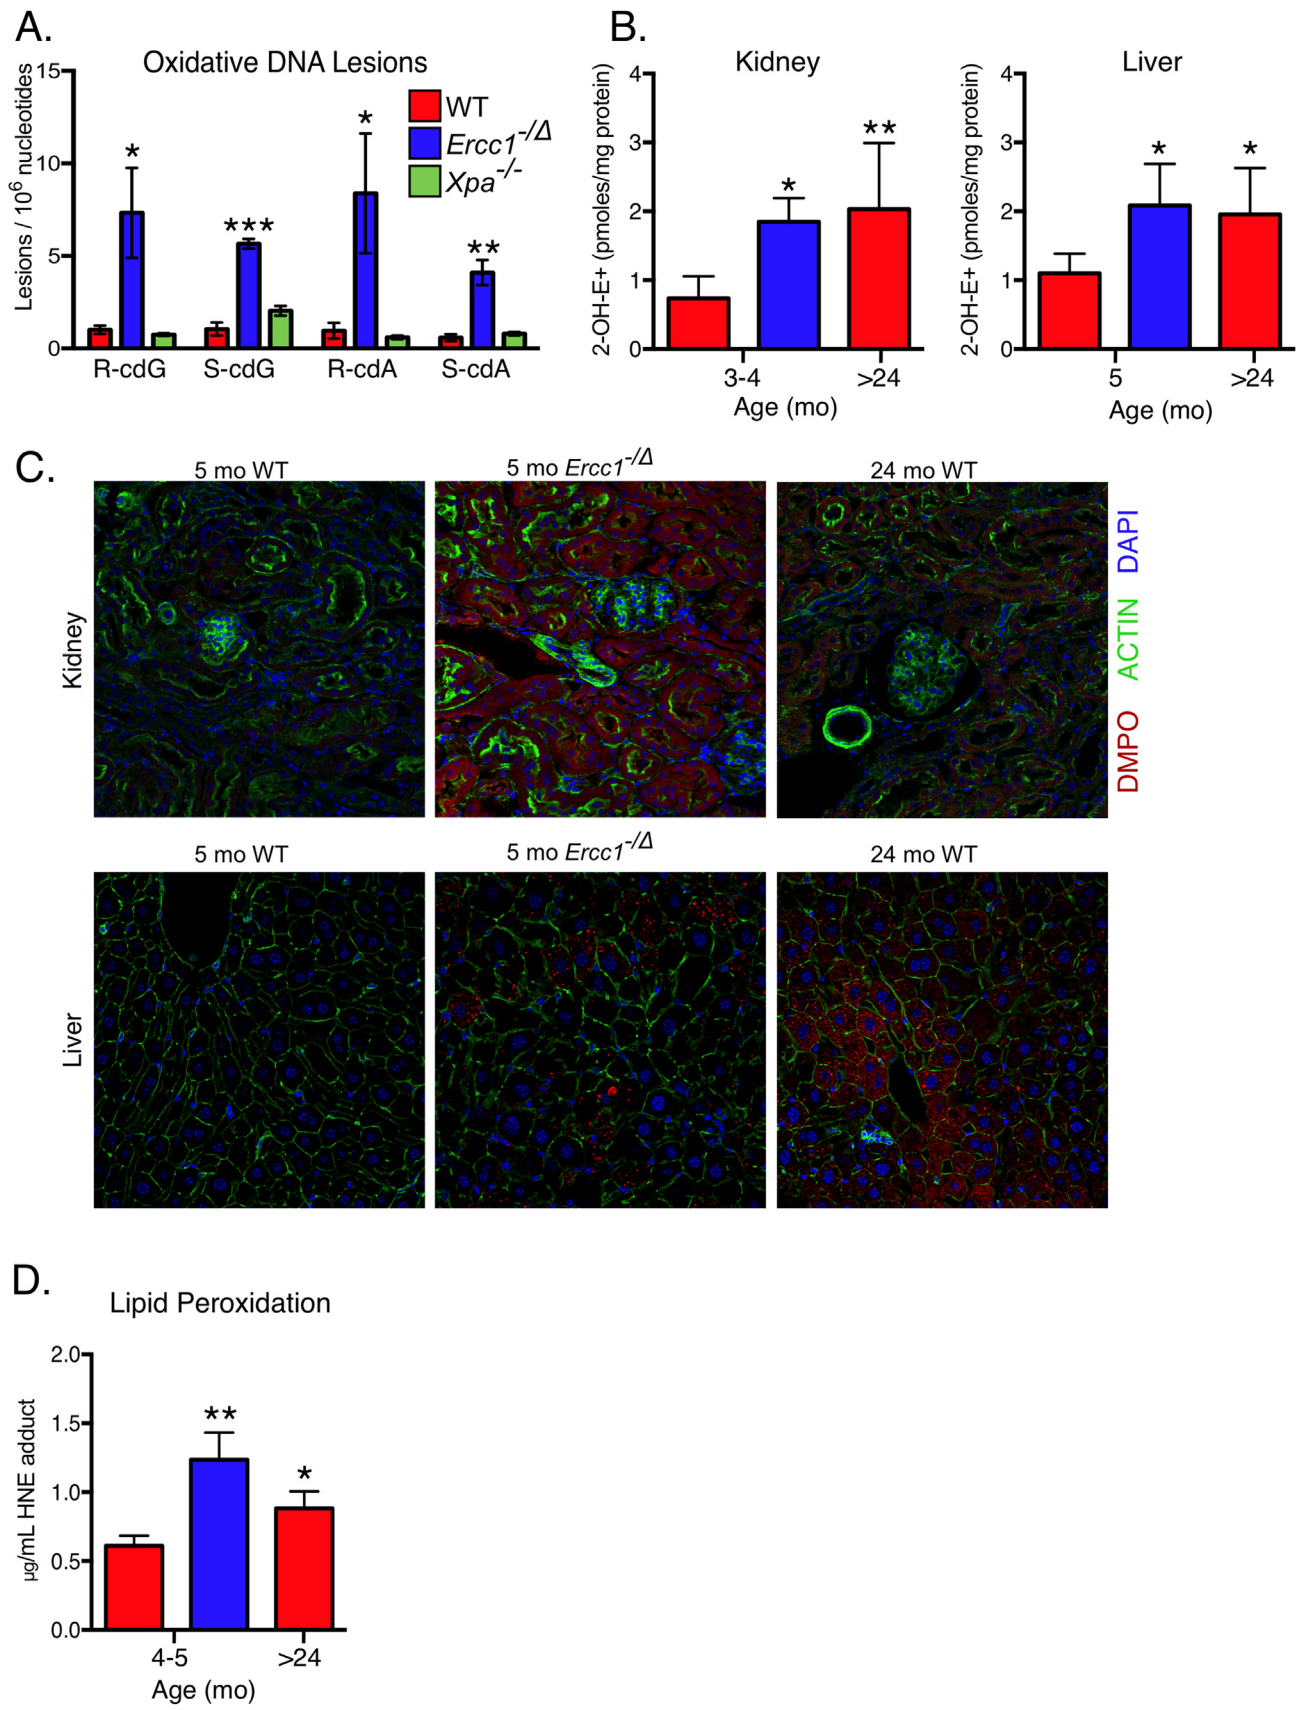 A.
Oxidative DNA Lesions
Lesions / 10⁶ nucleotides
15
10
5
0
*
***
*
**
WT
Ercc1-/Δ
Xpa-/-
R-cdG
S-cdG
R-cdA
S-cdA
B.
Kidney
2-OH-E+ (pmoles/mg protein)
4
3
2
1
0
*
**
3-4
>24
Age (mo)
Liver
2-OH-E+ (pmoles/mg protein)
4
3
2
1
0
*
*
5
>24
Age (mo)
C.
5 mo WT
5 mo Ercc1-/Δ
24 mo WT
Kidney
DMPO ACTIN DAPI
5 mo WT
5 mo Ercc1-/Δ
24 mo WT
Liver
D.
Lipid Peroxidation
µg/mL HNE adduct
2.0
1.5
1.0
0.5
0.0
**
*
4-5
>24
Age (mo)